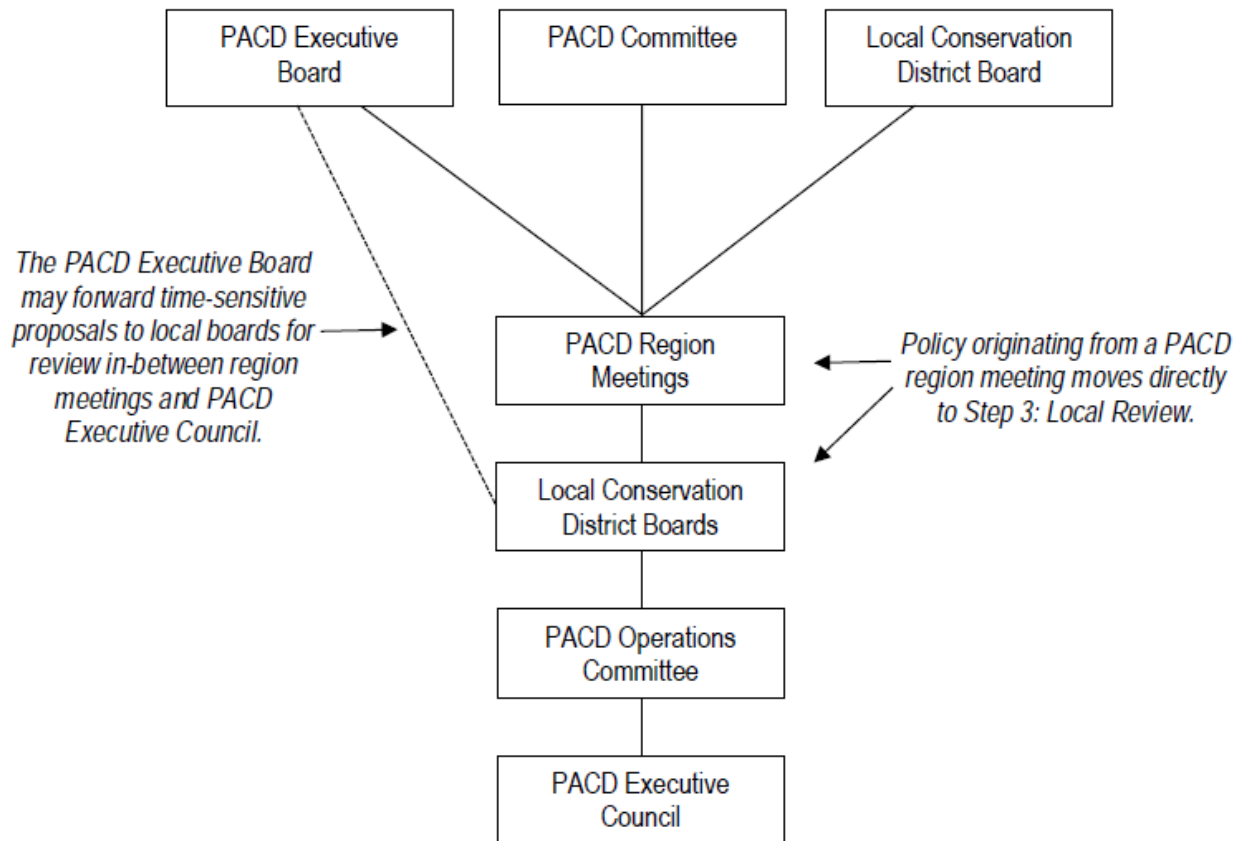 PACD Executive
Board
PACD Committee
Local Conservation
District Board
The PACD Executive Board
may forward time-sensitive
proposals to local boards for
review in-between region
meetings and PACD
Executive Council.
PACD Region
Meetings
Policy originating from a PACD
region meeting moves directly
to Step 3: Local Review.
Local Conservation
District Boards
PACD Operations
Committee
PACD Executive
Council